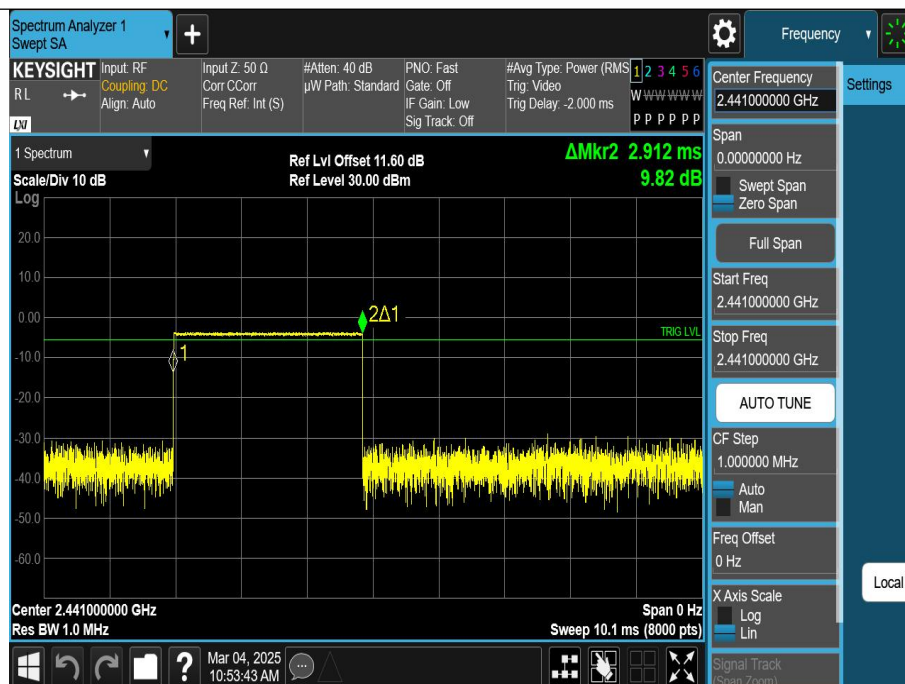 Spectrum Analyzer 1
Swept SA
Frequency
KEYSIGHT
RL
LXI
Input: RF
Coupling: DC
Align: Auto
Input Z: 50 Ω
Corr CCorr
Freq Ref: Int (S)
#Atten: 40 dB
µW Path: Standard
PNO: Fast
Gate: Off
IF Gain: Low
Sig Track: Off
#Avg Type: Power (RMS
Trig: Video
Trig Delay: -2.000 ms
1 2 3 4 5 6
W W W W W W
P P P P P P
1 Spectrum
Scale/Div 10 dB
Log
Ref Lvl Offset 11.60 dB
Ref Level 30.00 dBm
ΔMkr2 2.912 ms
9.82 dB
20.0
10.0
0.00
-10.0
-20.0
-30.0
-40.0
-50.0
-60.0
2Δ1
1
TRIG LVL
Center 2.441000000 GHz
Res BW 1.0 MHz
Span 0 Hz
Sweep 10.1 ms (8000 pts)
Mar 04, 2025
10:53:43 AM
Center Frequency
2.441000000 GHz
Settings
Span
0.00000000 Hz
Swept Span
Zero Span
Full Span
Start Freq
2.441000000 GHz
Stop Freq
2.441000000 GHz
AUTO TUNE
CF Step
1.000000 MHz
Auto
Man
Freq Offset
0 Hz
Local
X Axis Scale
Log
Lin
Signal Track
(Span Zoom)